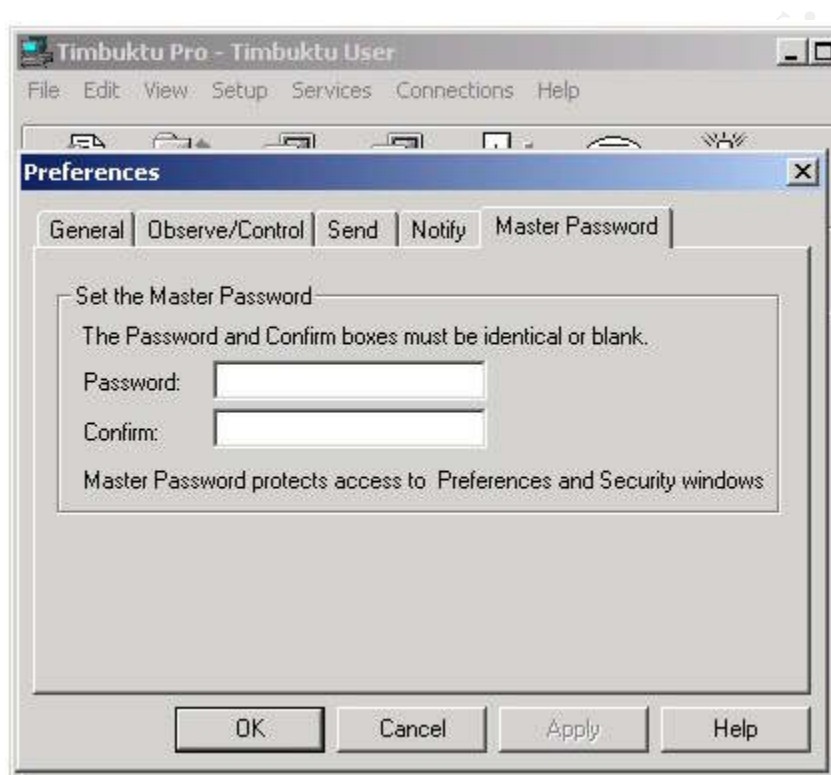 Timbuktu Pro - Timbuktu User
File Edit View Setup Services Connections Help
Preferences
General Observe/Control Send Notify Master Password
Set the Master Password
The Password and Confirm boxes must be identical or blank.
Password:
Confirm:
Master Password protects access to Preferences and Security windows
OK Cancel Apply Help